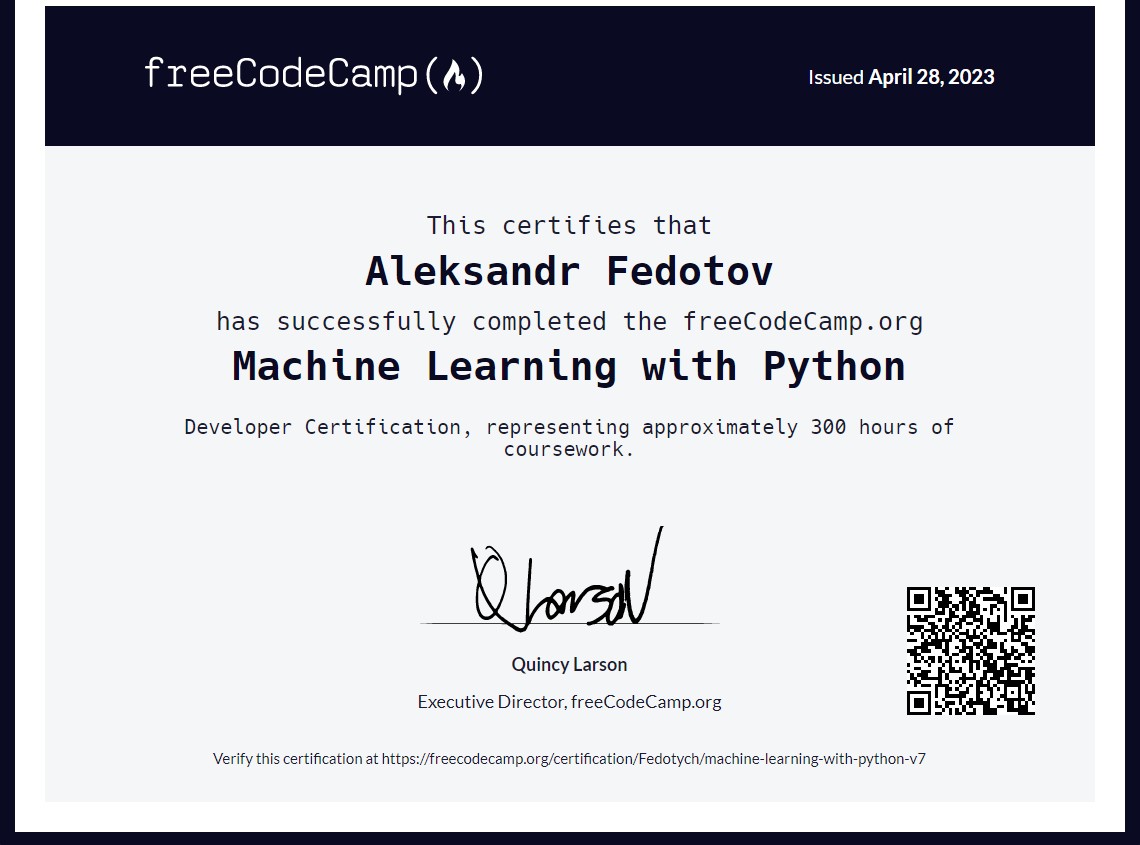 freeCodeCamp
Issued April 28, 2023
This certifies that
Aleksandr Fedotov
has successfully completed the freeCodeCamp.org
Machine Learning with Python
Developer Certification, representing approximately 300 hours of
coursework.
Q Larson
Quincy Larson
Executive Director, freeCodeCamp.org
Verify this certification at https://freecodecamp.org/certification/Fedotych/machine-learning-with-python-v7